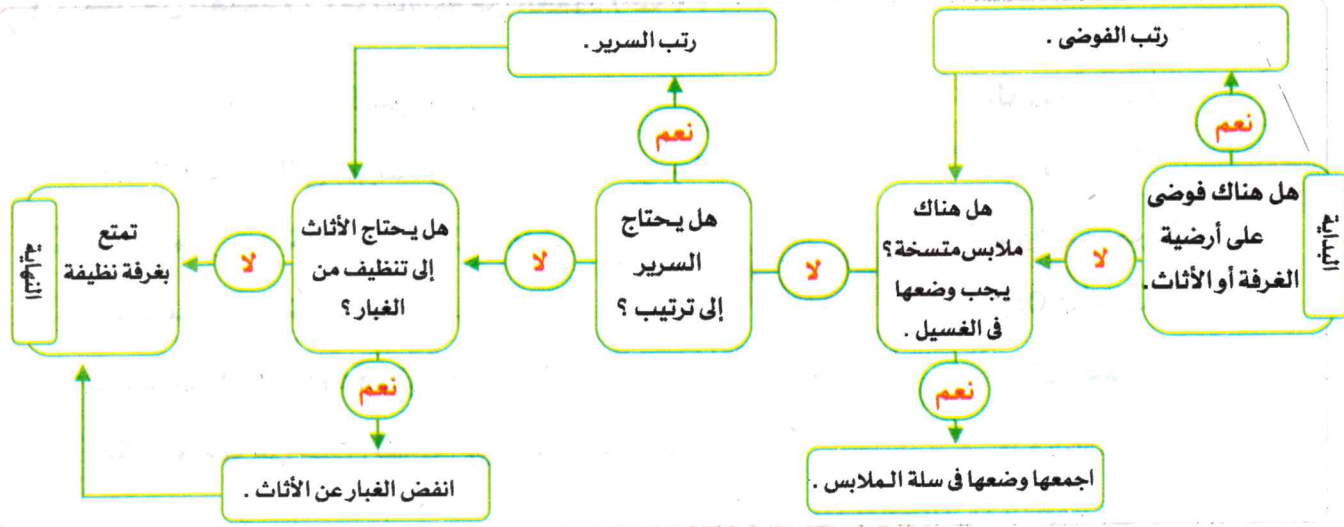 البداية
هل هناك فوضى
على أرضية
الغرفة أو الأثاث.
نعم
رتب الفوضى .
لا
هل هناك
ملابس متسخة؟
يجب وضعها
فى الغسيل .
نعم
اجمعها وضعها فى سلة الملابس .
لا
هل يحتاج
السرير
إلى ترتيب ؟
نعم
رتب السرير .
لا
هل يحتاج الأثاث
إلى تنظيف من
الغبار؟
نعم
انفض الغبار عن الأثاث .
لا
تمتع
بغرفة نظيفة
النهاية